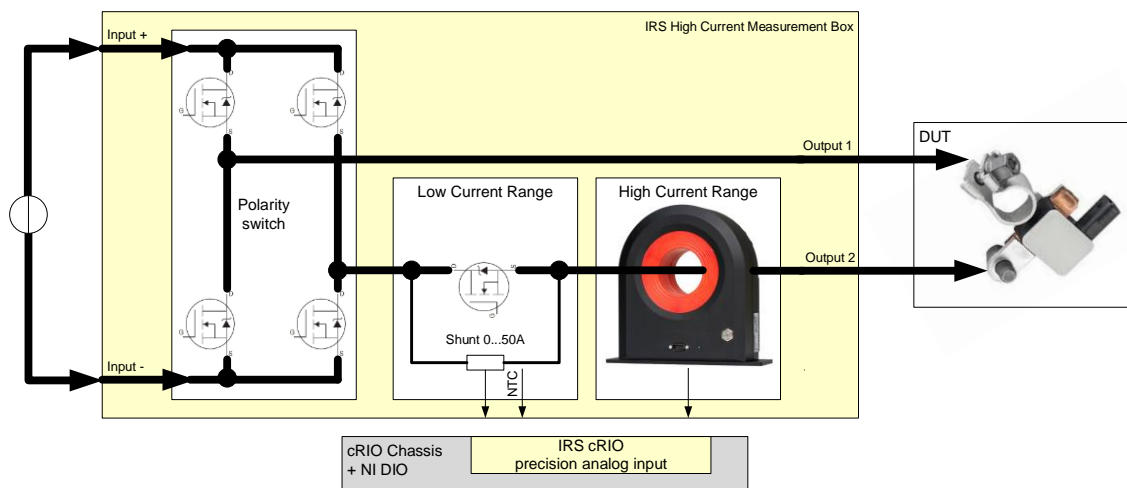 IRS High Current Measurement Box
Input +
D
D
G
G
S
S
Output 1
DUT
Polarity
switch
Low Current Range
High Current Range
Output 2
D
S
G
D
D
G
G
S
S
Shunt 0...50A
NTC
Input -
cRIO Chassis
+ NI DIO
IRS cRIO
precision analog input